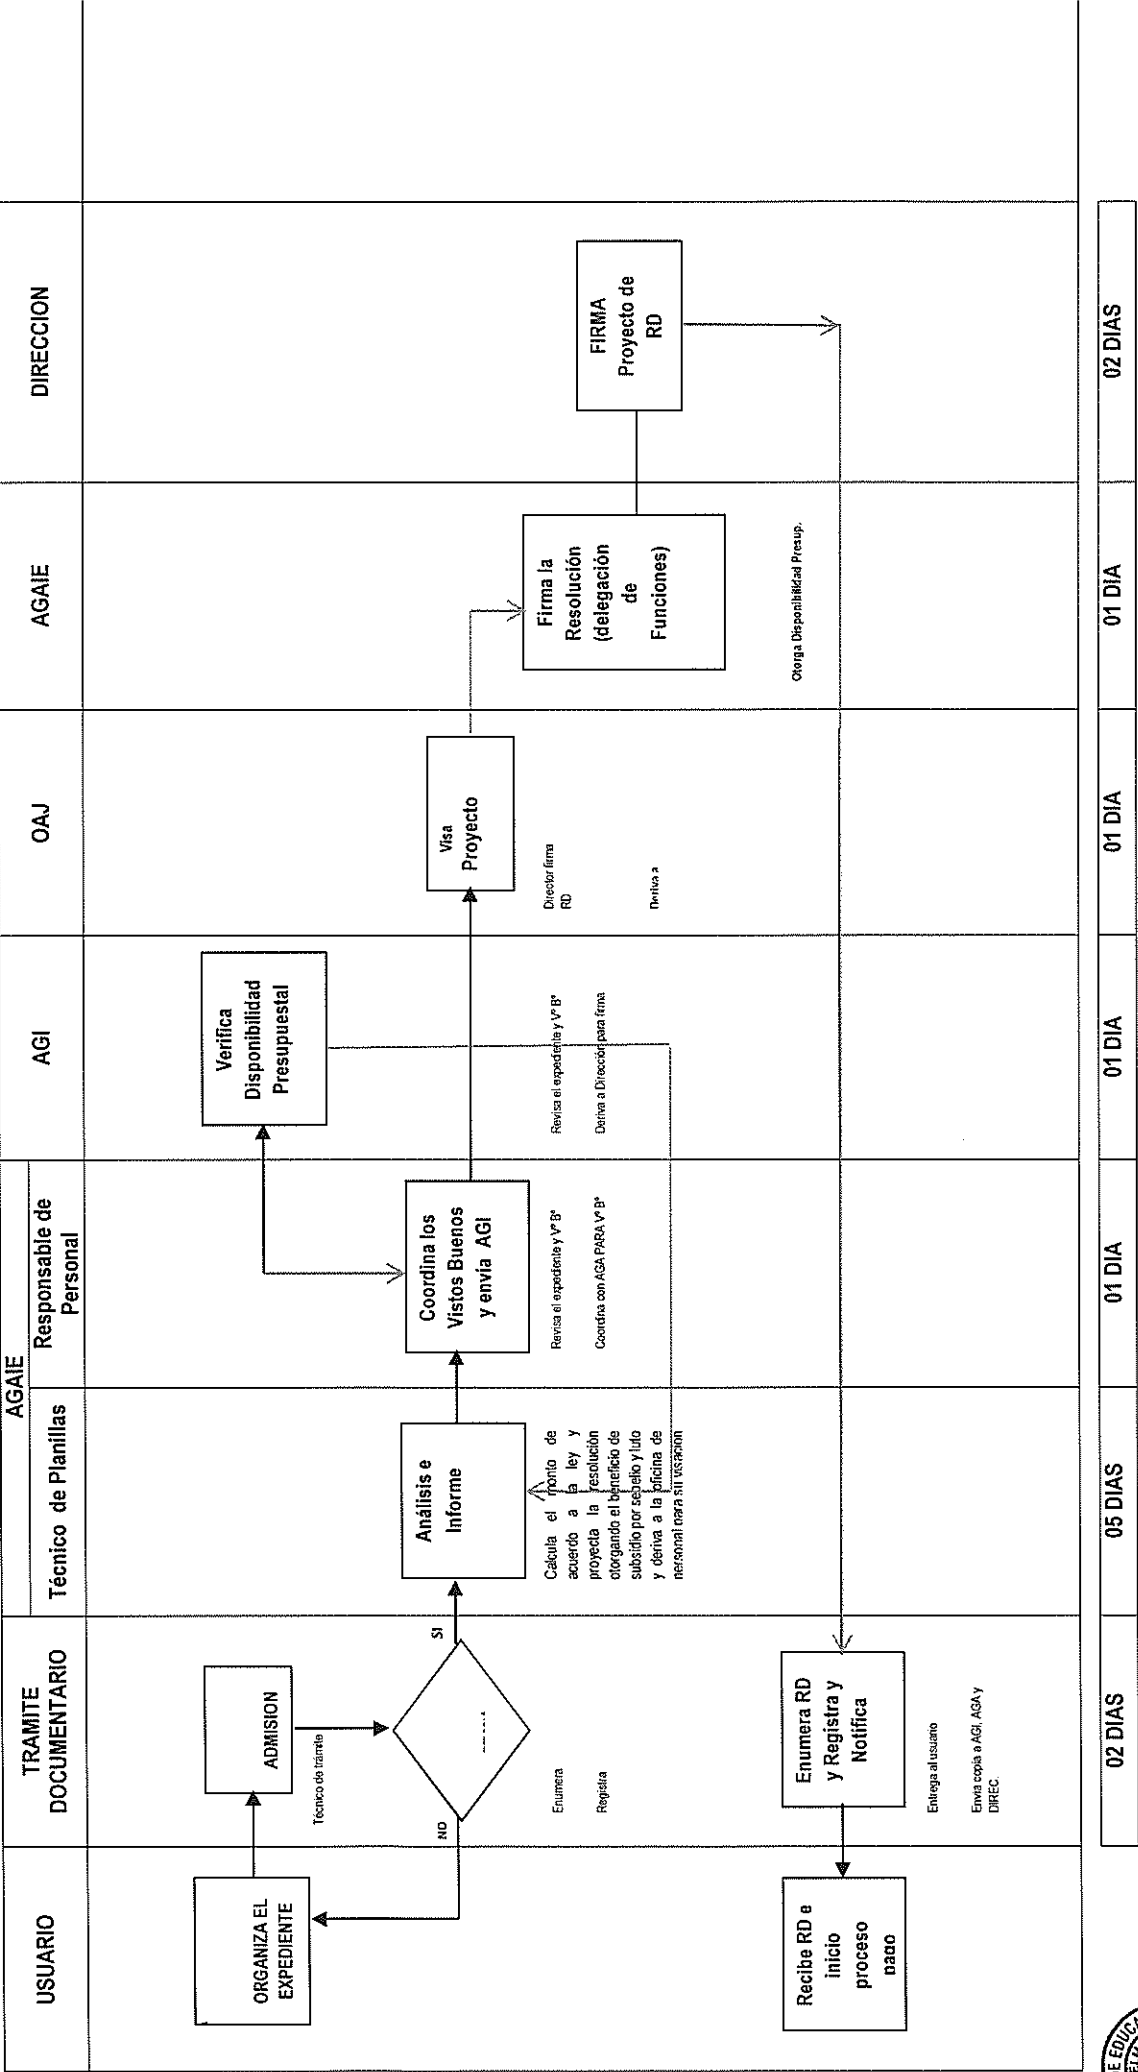 USUARIO
TRAMITE
DOCUMENTARIO
AGAIE
Técnico de Planillas
Responsable de
Personal
AGI
OAJ
AGAIE
DIRECCION
ORGANIZA EL
EXPEDIENTE
ADMISION
Técnico de trámite
NO
SI
Enumera
Registra
Análisis e
Informe
Calcula el monto de
acuerdo a la ley y
proyecta la resolución
otorgando el beneficio de
subsidio por sepelio y luto
y deriva a la oficina de
personal para su visación
Coordina los
Vistos Buenos
y envia AGI
Revisa el expediente y V° B°
Coordina con AGA PARA V° B°
Verifica
Disponibilidad
Presupuestal
Revisa el expediente y V° B°
Deriva a Dirección para firma
Visa
Proyecto
Director firma
RD
Deriva a
Firma la
Resolución
(delegación
de
Funciones)
Otorga Disponibilidad Presup.
FIRMA
Proyecto de
RD
Enumera RD
y Registra y
Notifica
Entrega al usuario
Envia copia a AGI, AGA y
DIREC.
Recibe RD e
inicio
proceso
pago
02 DIAS
05 DIAS
01 DIA
01 DIA
01 DIA
01 DIA
02 DIAS